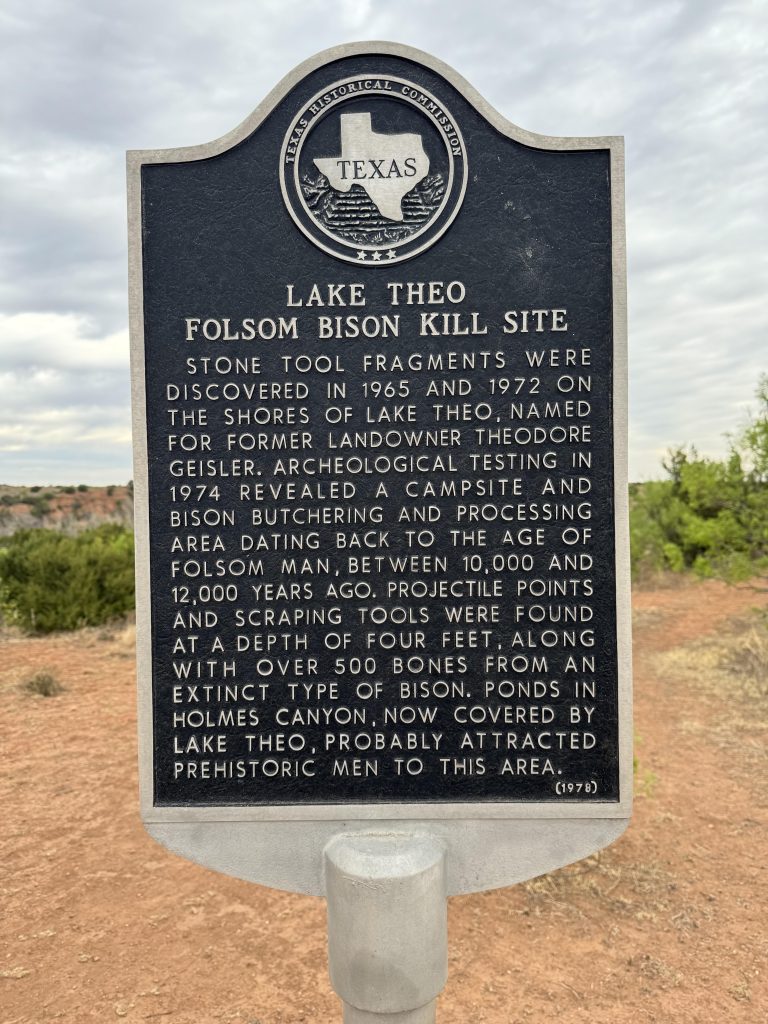 TEXAS HISTORICAL COMMISSION
TEXAS
LAKE THEO
FOLSOM BISON KILL SITE
STONE TOOL FRAGMENTS WERE
DISCOVERED IN 1965 AND 1972 ON
THE SHORES OF LAKE THEO, NAMED
FOR FORMER LANDOWNER THEODORE
GEISLER. ARCHEOLOGICAL TESTING IN
1974 REVEALED A CAMPSITE AND
BISON BUTCHERING AND PROCESSING
AREA DATING BACK TO THE AGE OF
FOLSOM MAN, BETWEEN 10,000 AND
12,000 YEARS AGO. PROJECTILE POINTS
AND SCRAPING TOOLS WERE FOUND
AT A DEPTH OF FOUR FEET, ALONG
WITH OVER 500 BONES FROM AN
EXTINCT TYPE OF BISON. PONDS IN
HOLMES CANYON, NOW COVERED BY
LAKE THEO, PROBABLY ATTRACTED
PREHISTORIC MEN TO THIS AREA.
(1978)